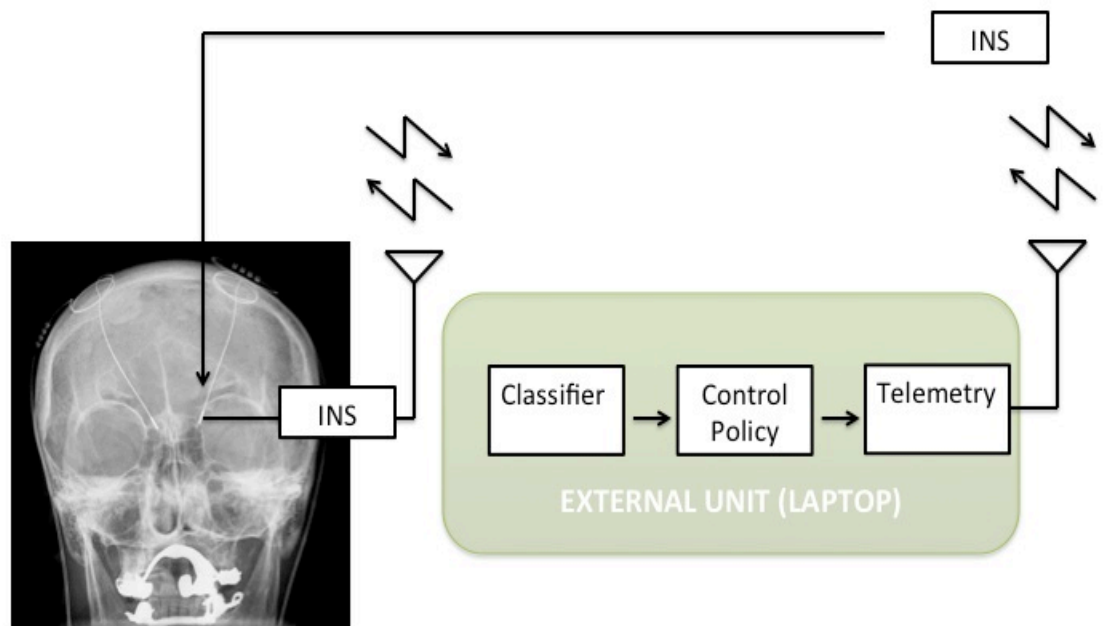 INS
Classifier
Control
Policy
Telemetry
INS
EXTERNAL UNIT (LAPTOP)